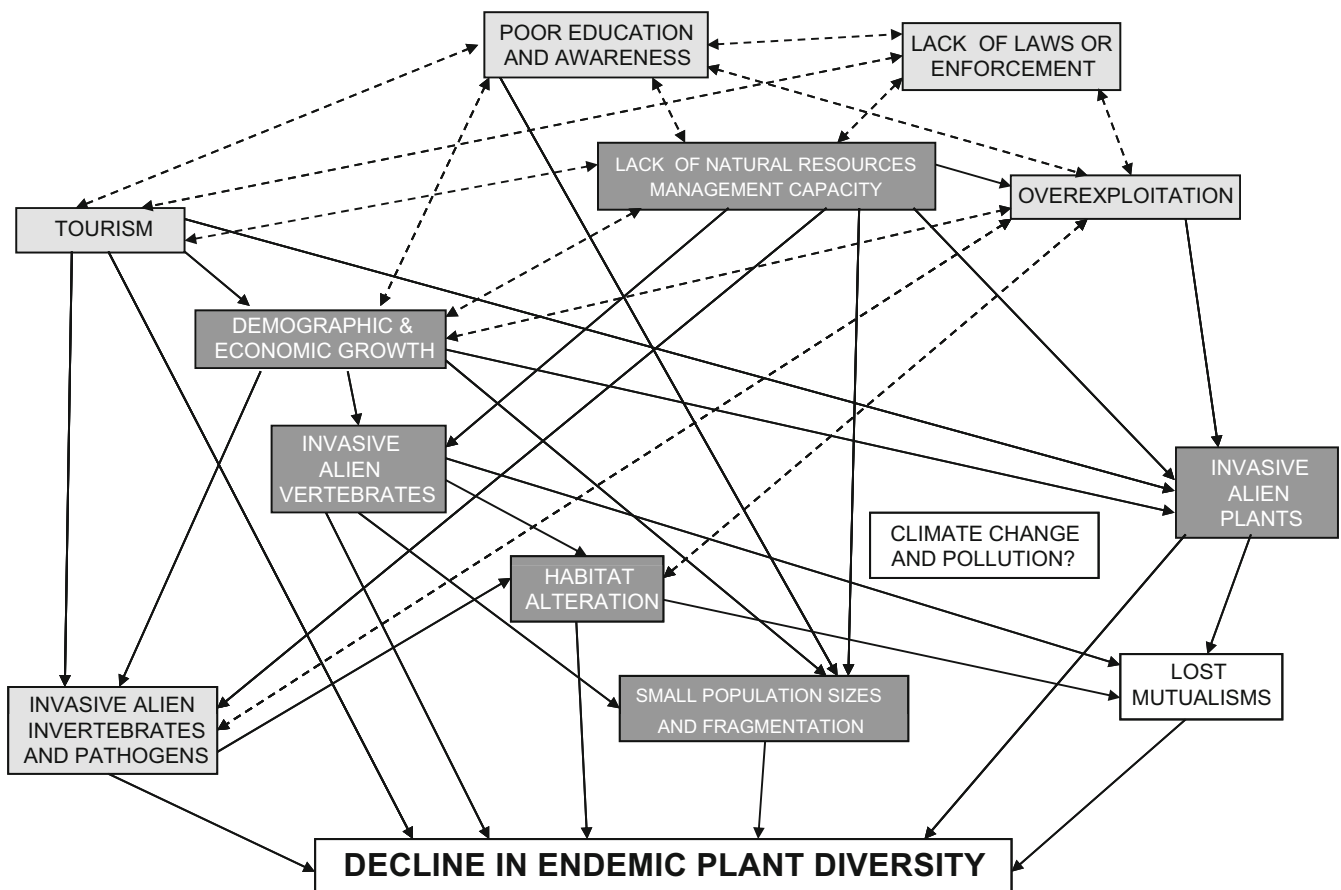 POOR EDUCATION
AND AWARENESS
LACK OF LAWS OR
ENFORCEMENT
LACK OF NATURAL RESOURCES
MANAGEMENT CAPACITY
OVEREXPLOITATION
TOURISM
DEMOGRAPHIC &
ECONOMIC GROWTH
INVASIVE
ALIEN
VERTEBRATES
INVASIVE
ALIEN
PLANTS
CLIMATE CHANGE
AND POLLUTION?
HABITAT
ALTERATION
INVASIVE ALIEN
INVERTEBRATES
AND PATHOGENS
SMALL POPULATION SIZES
AND FRAGMENTATION
LOST
MUTUALISMS
DECLINE IN ENDEMIC PLANT DIVERSITY